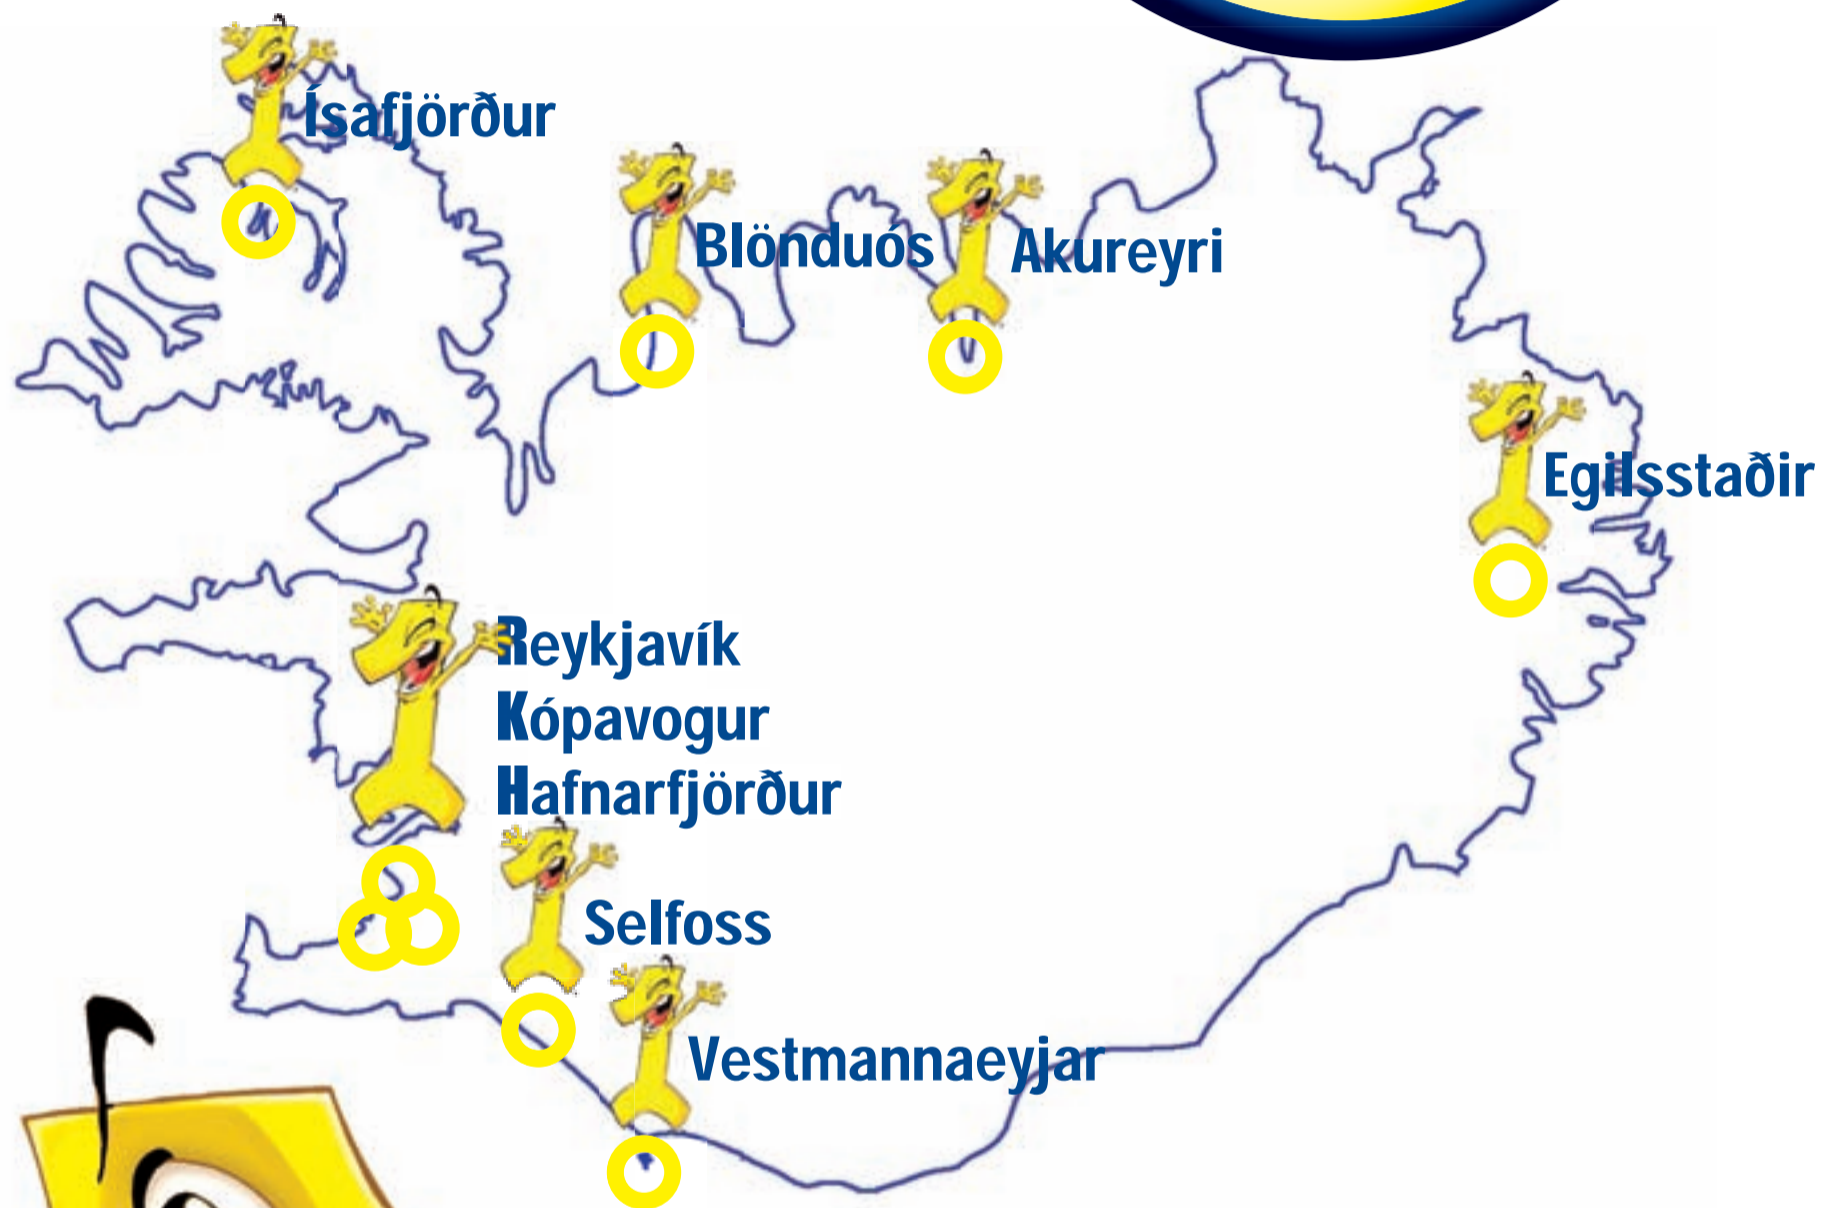 Ísafjörður
Blönduós
Akureyri
Egilsstaðir
Reykjavík
Kópavogur
Hafnarfjörður
Selfoss
Vestmannaeyjar